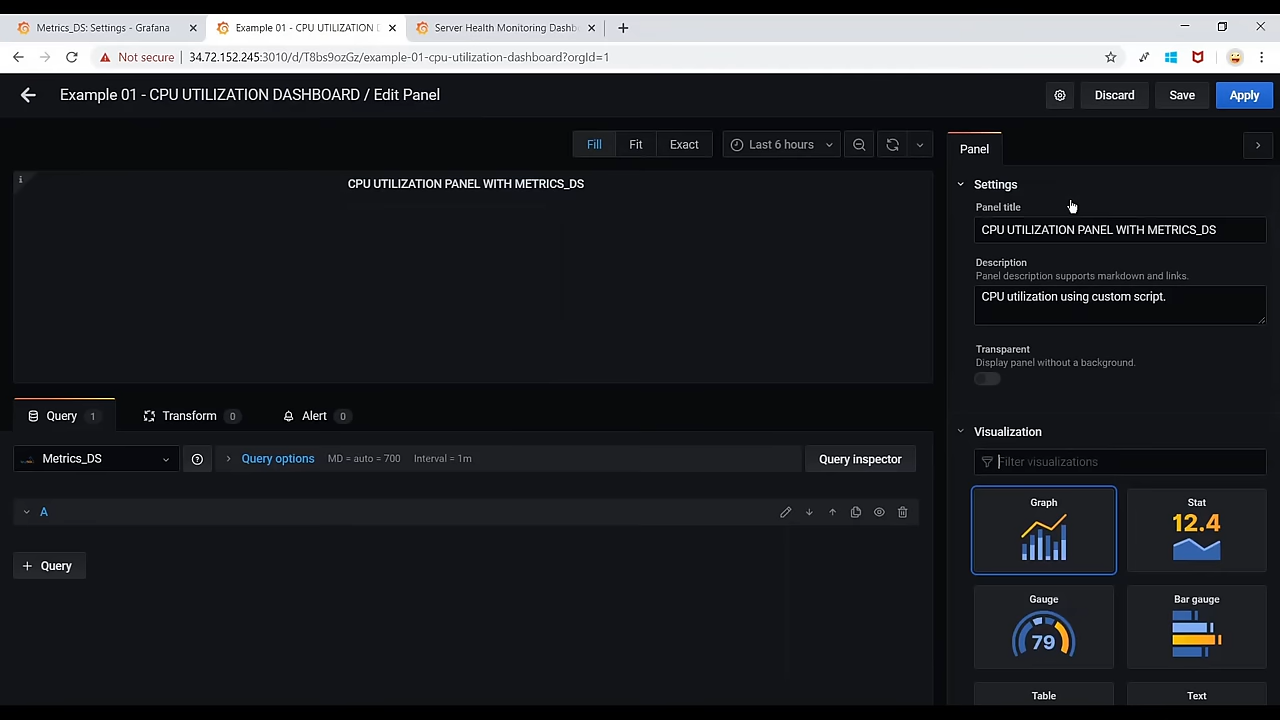 Metrics_DS: Settings - Grafana
Example 01 - CPU UTILIZATION D
Server Health Monitoring Dashb
Not secure
34.72.152.245:3010/d/T8bs9ozGz/example-01-cpu-utilization-dashboard?orgId=1
Example 01 - CPU UTILIZATION DASHBOARD / Edit Panel
Discard
Save
Apply
Fill
Fit
Exact
Last 6 hours
Panel
i
CPU UTILIZATION PANEL WITH METRICS_DS
Settings
Panel title
CPU UTILIZATION PANEL WITH METRICS_DS
Description
Panel description supports markdown and links.
CPU utilization using custom script.
Transparent
Display panel without a background.
Query 1
Transform 0
Alert 0
Metrics_DS
Query options
MD = auto = 700
Interval = 1m
Query inspector
A
+ Query
Visualization
Filter visualizations
Graph
Stat
12.4
Gauge
79
Bar gauge
Table
Text